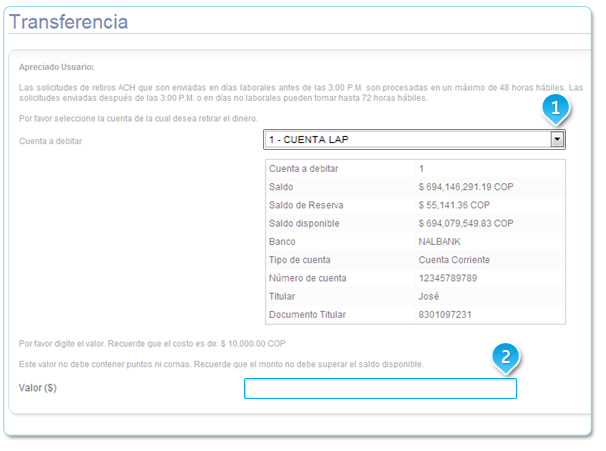 Transferencia
Apreciado Usuario:
Las solicitudes de retiros ACH que son enviadas en días laborales antes de las 3:00 P.M. son procesadas en un máximo de 48 horas hábiles. Las
solicitudes enviadas después de las 3:00 P.M. o en días no laborales pueden tomar hasta 72 horas hábiles.
1
Por favor seleccione la cuenta de la cual desea retirar el dinero.
Cuenta a debitar 1 - CUENTA LAP
Cuenta a debitar 1
Saldo $ 694,146,291.19 COP
Saldo de Reserva $ 55,141.36 COP
Saldo disponible $ 694,079,549.83 COP
Banco NALBANK
Tipo de cuenta Cuenta Corriente
Número de cuenta 12345789789
Titular José
Documento Titular 8301097231
Por favor digite el valor. Recuerde que el costo es de: $ 10,000.00 COP
Este valor no debe contener puntos ni comas. Recuerde que el monto no debe superar el saldo disponible.
2
Valor ($)